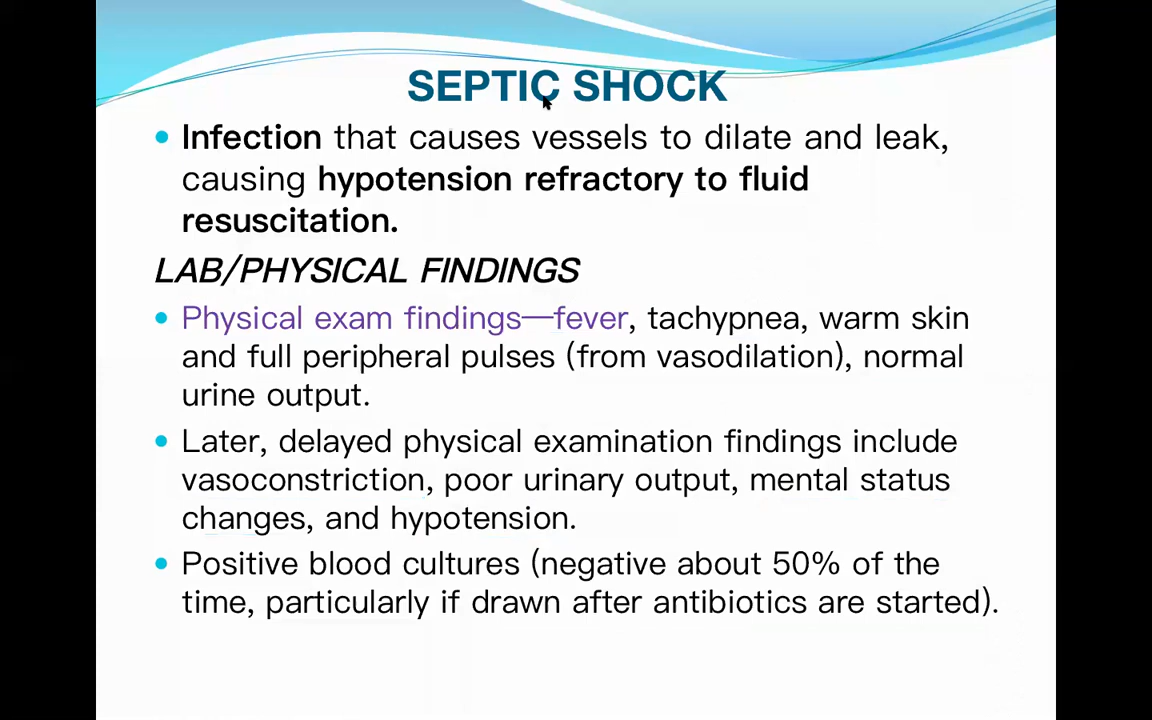 SEPTIC SHOCK
• Infection that causes vessels to dilate and leak,
causing hypotension refractory to fluid
resuscitation.
LAB/PHYSICAL FINDINGS
• Physical exam findings—fever, tachypnea, warm skin
and full peripheral pulses (from vasodilation), normal
urine output.
• Later, delayed physical examination findings include
vasoconstriction, poor urinary output, mental status
changes, and hypotension.
• Positive blood cultures (negative about 50% of the
time, particularly if drawn after antibiotics are started).